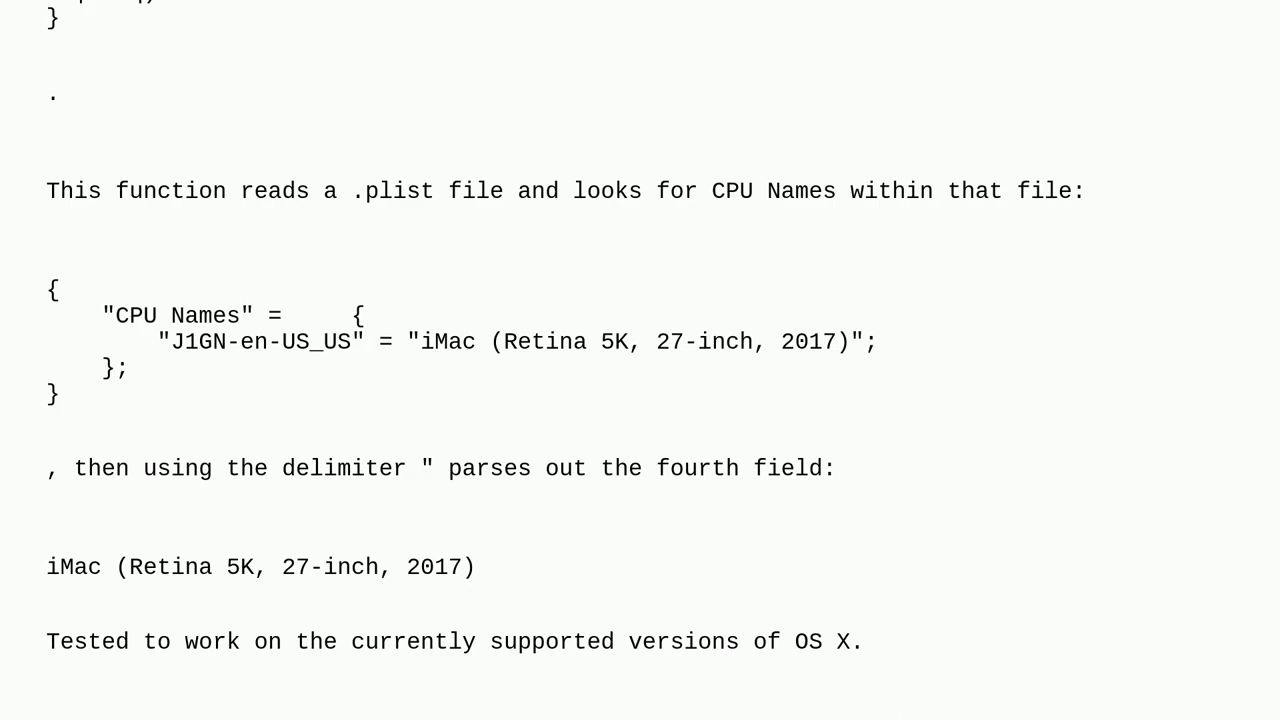 }
.
This function reads a .plist file and looks for CPU Names within that file:
{
    "CPU Names" =     {
        "J1GN-en-US_US" = "iMac (Retina 5K, 27-inch, 2017)";
    };
}
, then using the delimiter " parses out the fourth field:
iMac (Retina 5K, 27-inch, 2017)
Tested to work on the currently supported versions of OS X.